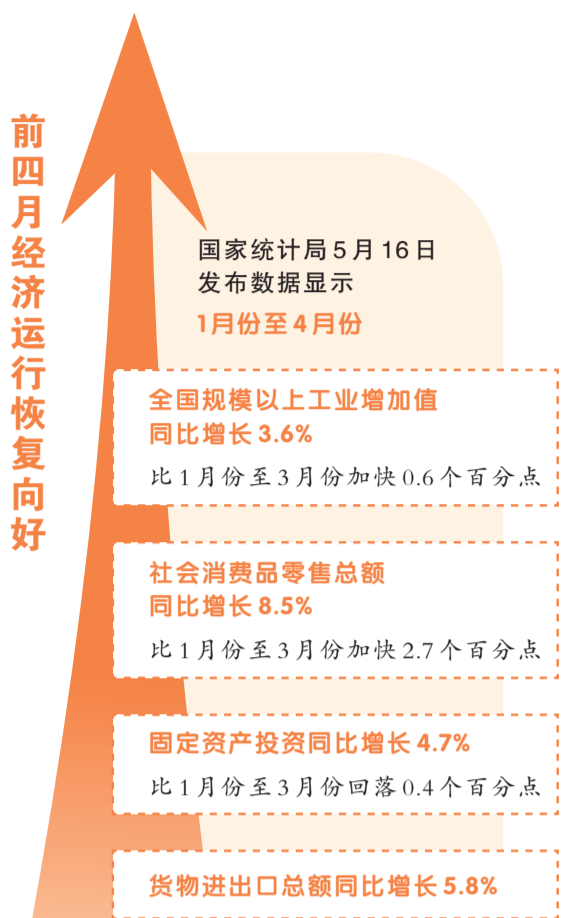 前四月经济运行恢复向好
国家统计局5月16日
发布数据显示
1月份至4月份
全国规模以上工业增加值
同比增长3.6%
比1月份至3月份加快0.6个百分点
社会消费品零售总额
同比增长8.5%
比1月份至3月份加快2.7个百分点
固定资产投资同比增长4.7%
比1月份至3月份回落0.4个百分点
货物进出口总额同比增长5.8%